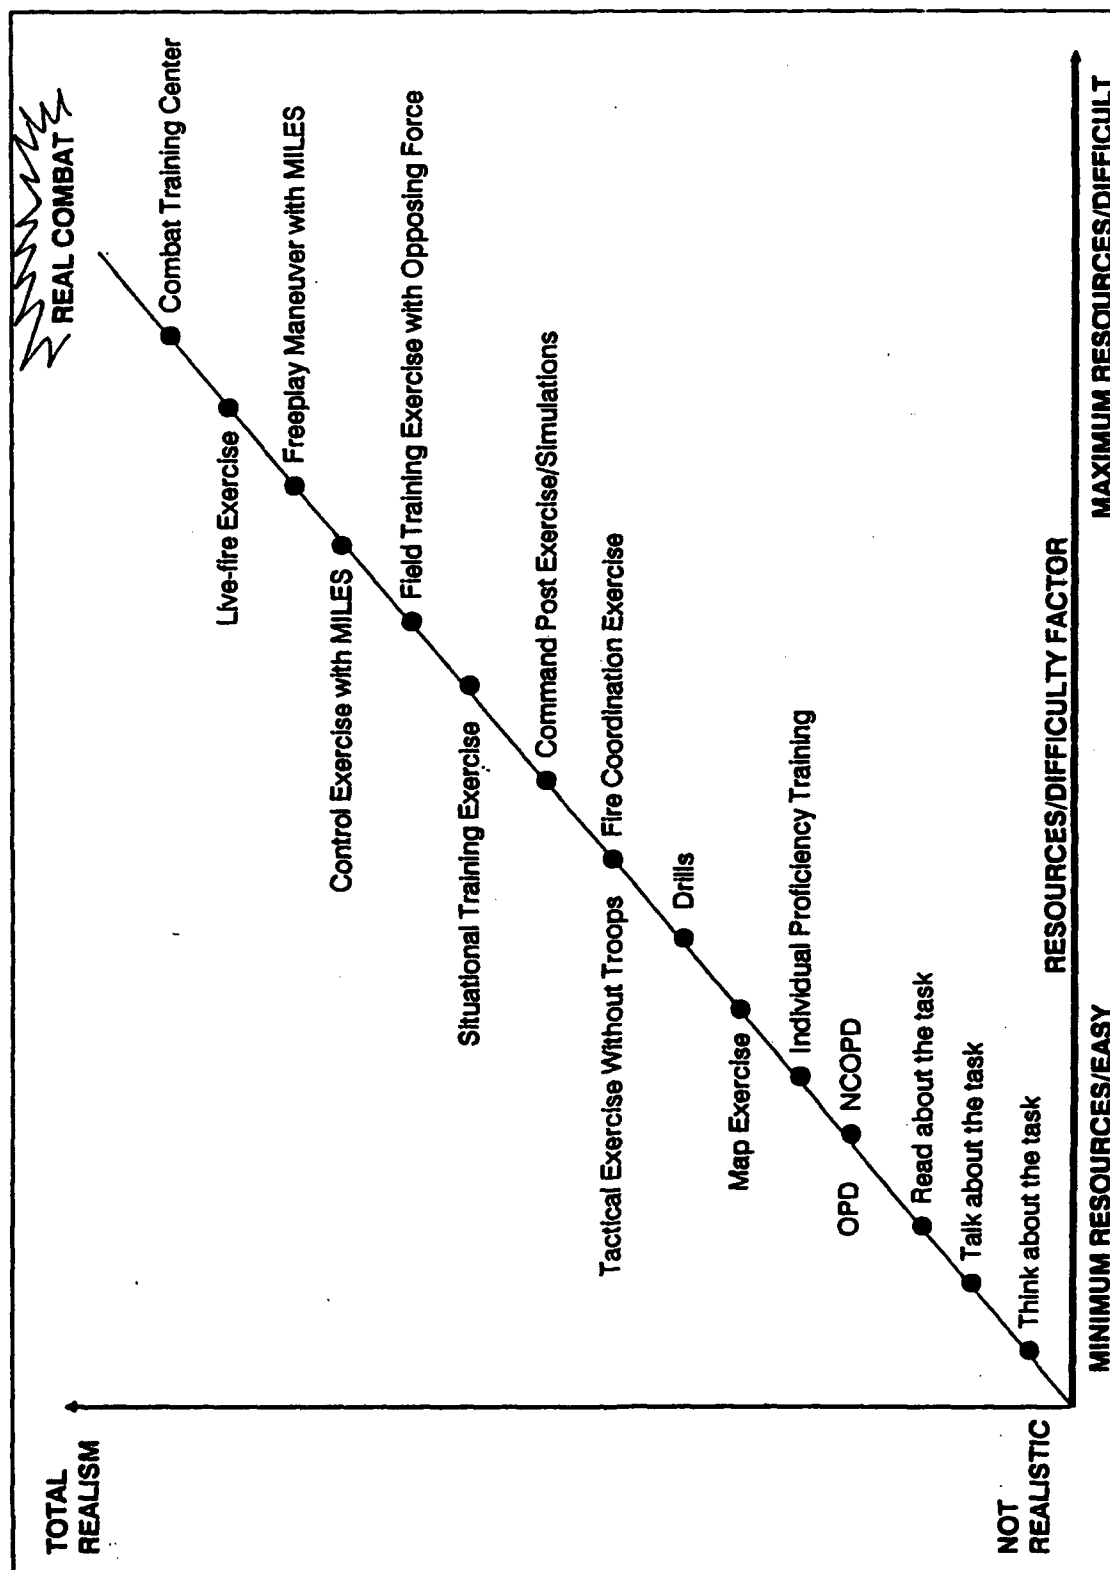 TOTAL
REALISM
REAL COMBAT
Combat Training Center
Live-fire Exercise
Freeplay Maneuver with MILES
Control Exercise with MILES
Field Training Exercise with Opposing Force
Situational Training Exercise
Command Post Exercise/Simulations
Tactical Exercise Without Troops
Fire Coordination Exercise
Drills
Map Exercise
Individual Proficiency Training
OPD
NCOPD
Read about the task
Talk about the task
Think about the task
NOT
REALISTIC
RESOURCES/DIFFICULTY FACTOR
MINIMUM RESOURCES/EASY
MAXIMUM RESOURCES/DIFFICULT